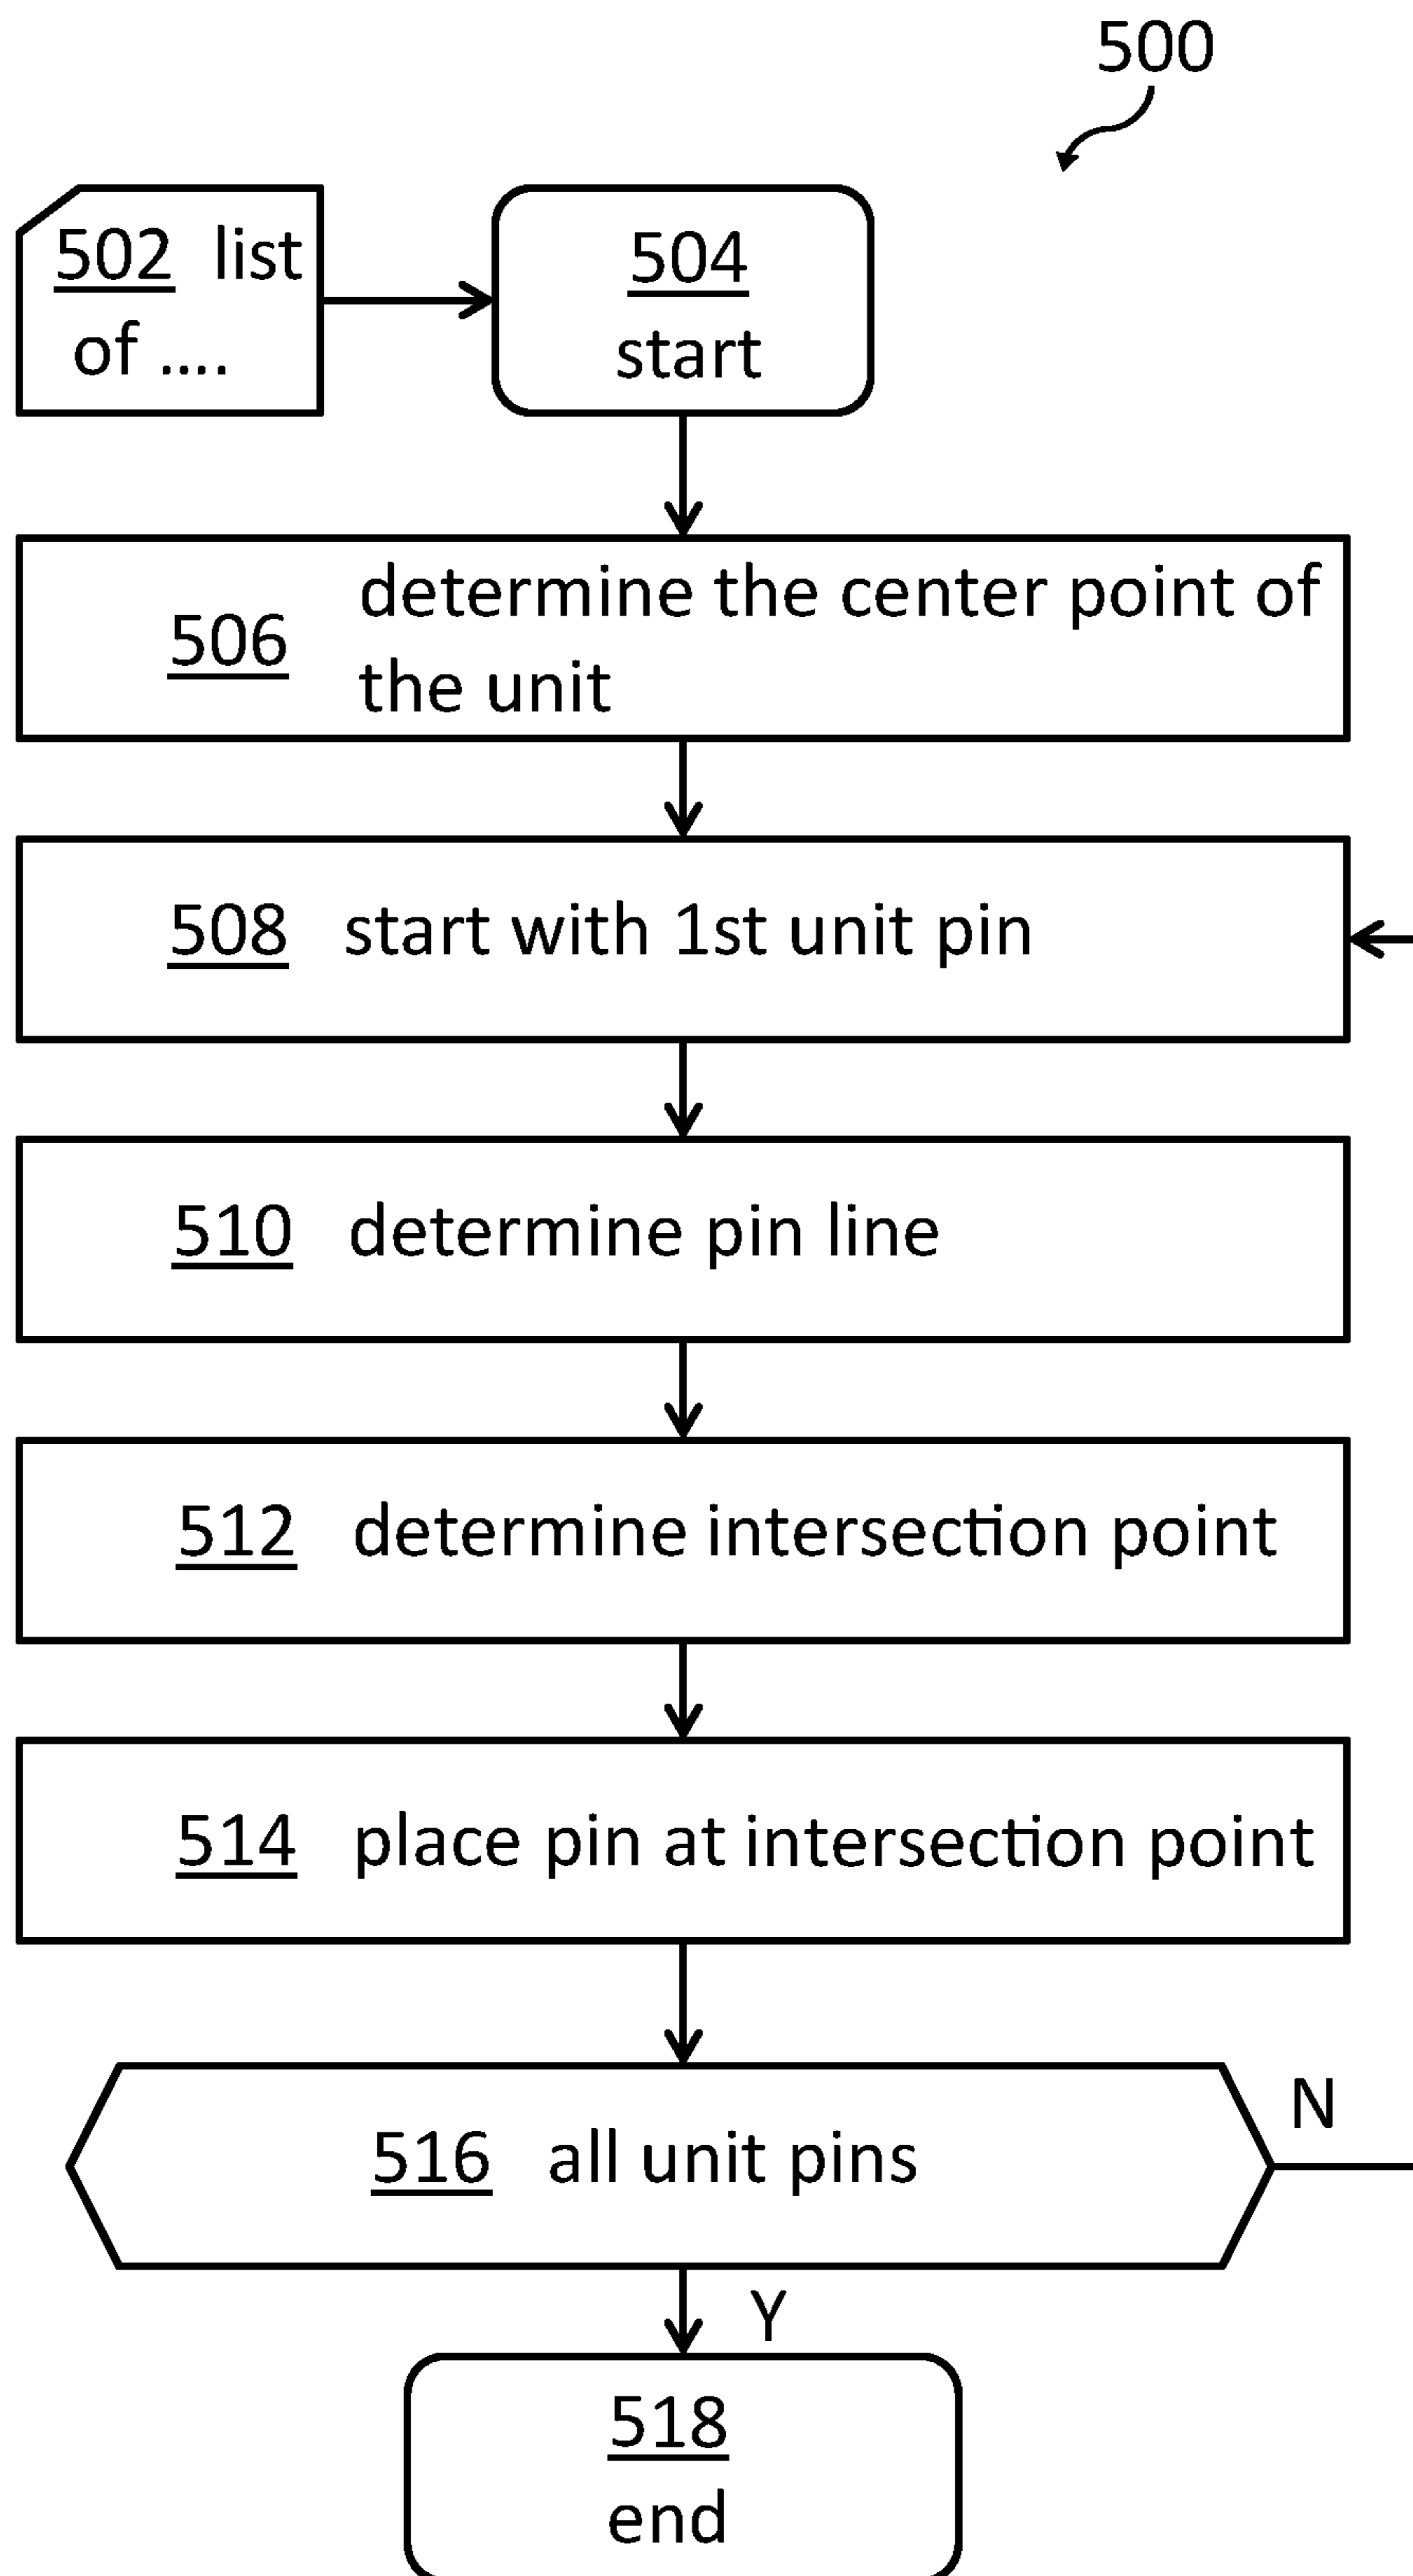 500
502 list
of ....
504
start
506 determine the center point of
the unit
508 start with 1st unit pin
510 determine pin line
512 determine intersection point
514 place pin at intersection point
516 all unit pins
N
Y
518
end